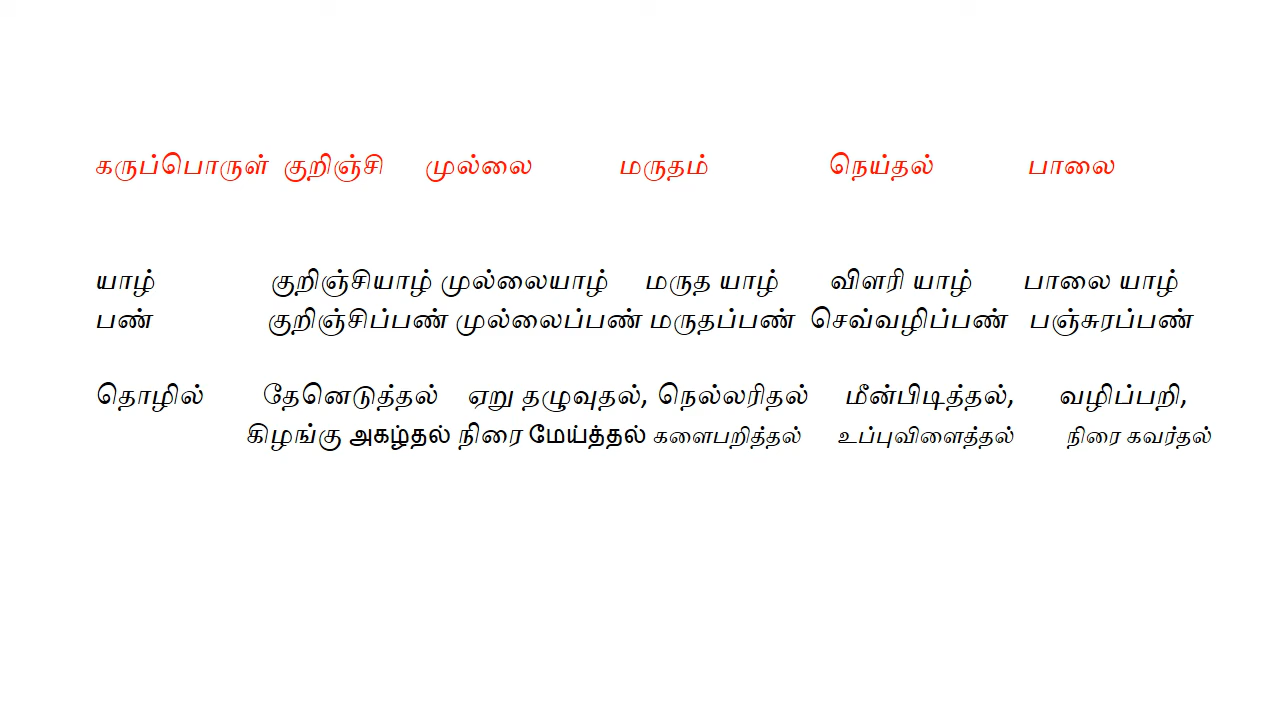 கருப்பொருள் குறிஞ்சி முல்லை மருதம் நெய்தல் பாலை
யாழ் குறிஞ்சியாழ் முல்லையாழ் மருத யாழ் விளரி யாழ் பாலை யாழ்
பண் குறிஞ்சிப்பண் முல்லைப்பண் மருதப்பண் செவ்வழிப்பண் பஞ்சுரப்பண்
தொழில் தேனெடுத்தல் ஏறு தழுவுதல், நெல்லரிதல் மீன்பிடித்தல், வழிப்பறி,
கிழங்கு அகழ்தல் நிரை மேய்த்தல் களைபறித்தல் உப்புவிளைத்தல் நிரை கவர்தல்